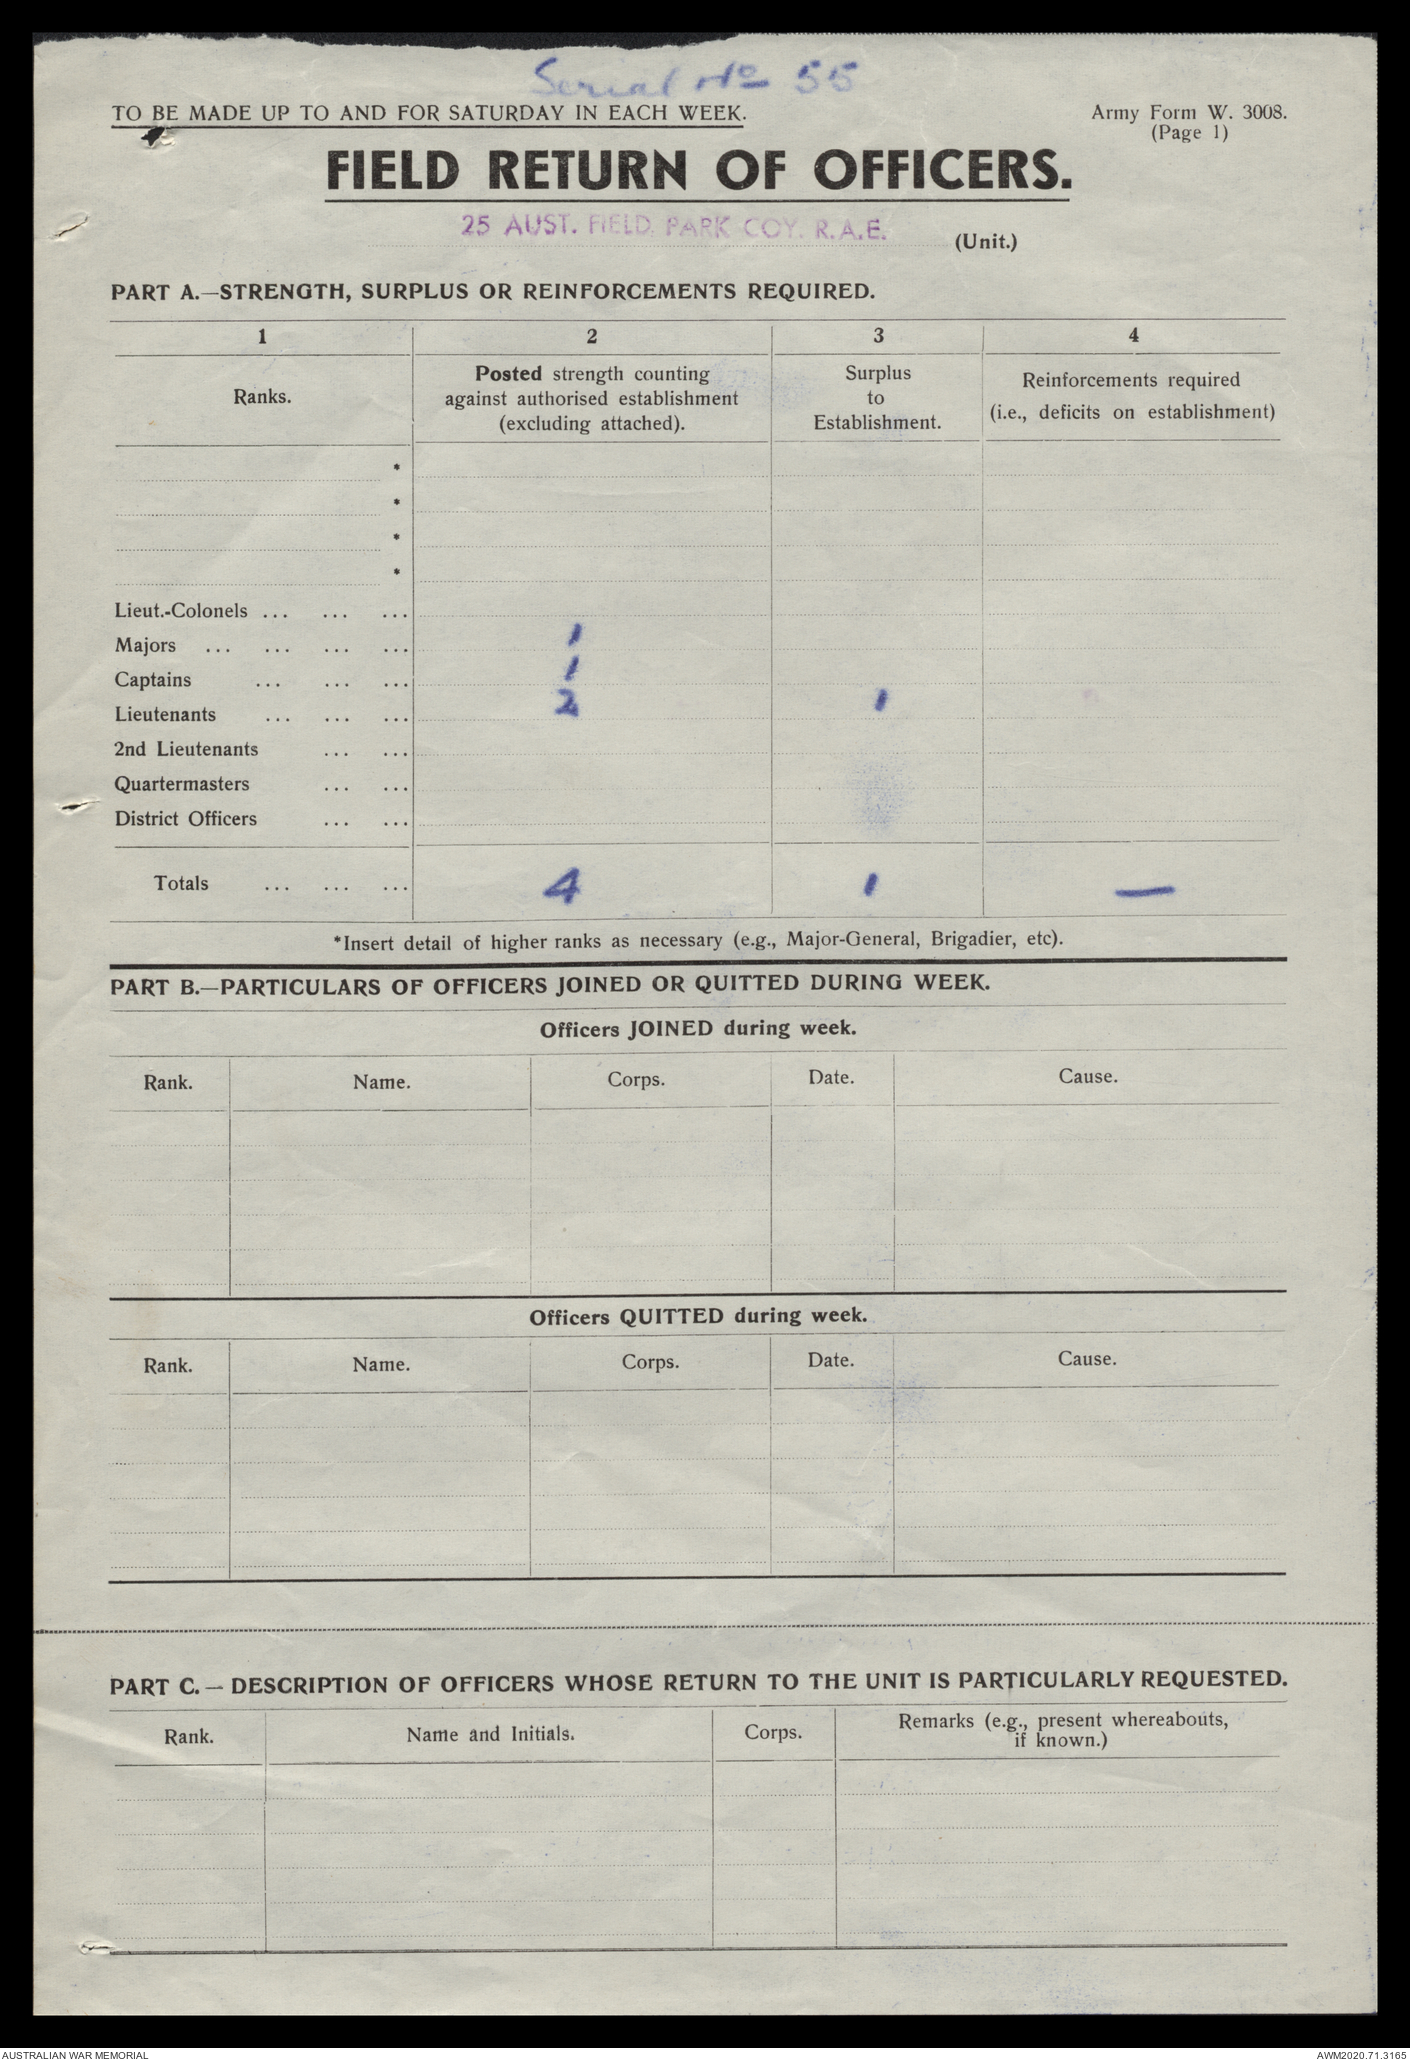 Serial No 55
TO BE MADE UP TO AND FOR SATURDAY IN EACH WEEK.
Army Form W. 3008.
(Page 1)
FIELD RETURN OF OFFICERS.
25 AUST. FIELD PARK COY. R.A.E.
(Unit.)
PART A.—STRENGTH, SURPLUS OR REINFORCEMENTS REQUIRED.
1 2 3 4
Ranks.
Posted strength counting
against authorised establishment
(excluding attached).
Surplus
to
Establishment.
Reinforcements required
(i.e., deficits on establishment)
*
*
*
*
Lieut.-Colonels ... ... ...
Majors ... ... ... ... 1
Captains ... ... ... 1
Lieutenants ... ... ... 2 1
2nd Lieutenants ... ...
Quartermasters ... ...
District Officers ... ...
Totals ... ... ... 4 1 —
*Insert detail of higher ranks as necessary (e.g., Major-General, Brigadier, etc).
PART B.—PARTICULARS OF OFFICERS JOINED OR QUITTED DURING WEEK.
Officers JOINED during week.
Rank. Name. Corps. Date. Cause.
Officers QUITTED during week.
Rank. Name. Corps. Date. Cause.
PART C. — DESCRIPTION OF OFFICERS WHOSE RETURN TO THE UNIT IS PARTICULARLY REQUESTED.
Rank. Name and Initials. Corps.
Remarks (e.g., present whereabouts,
if known.)
AUSTRALIAN WAR MEMORIAL
AWM2020.71.3165